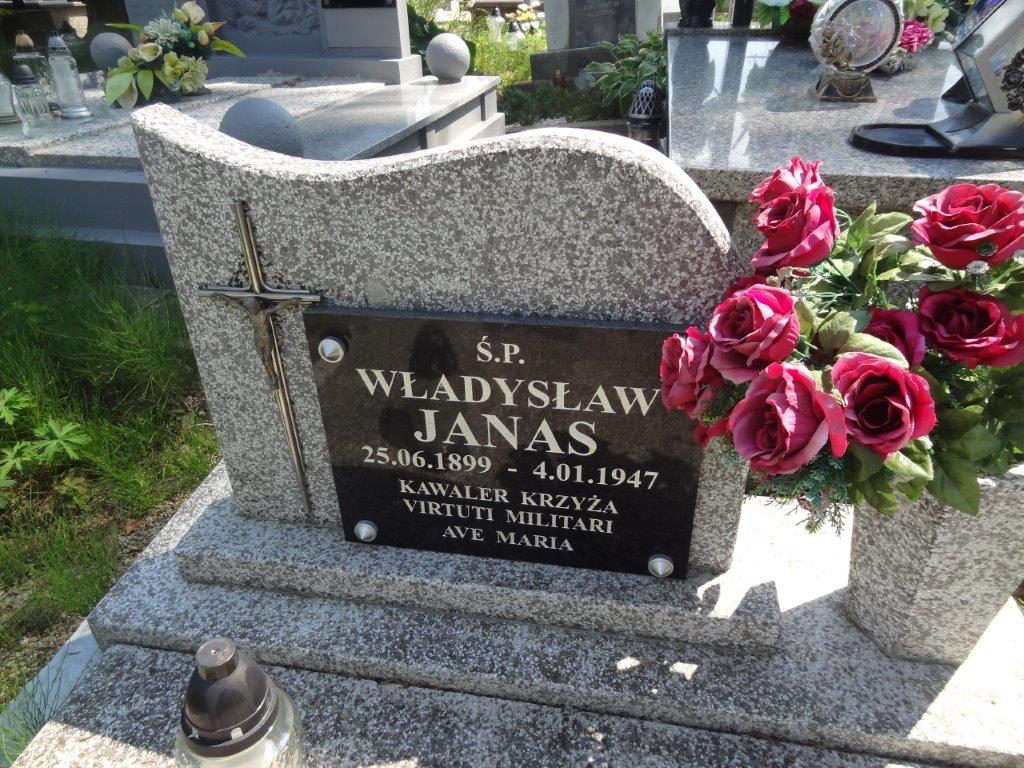 Ś.P.
WŁADYSŁAW
JANAS
25.06.1899 - 4.01.1947
KAWALER KRZYŻA
VIRTUTI MILITARI
AVE MARIA